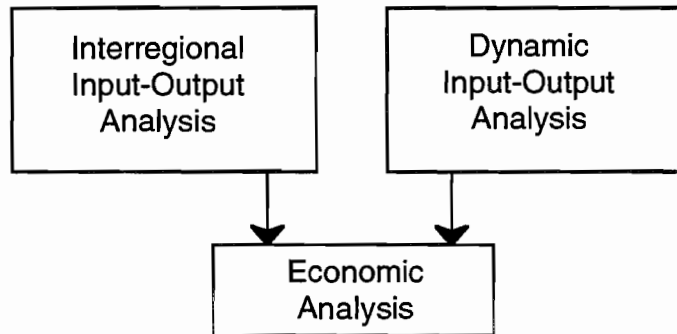 Interregional
Input-Output
Analysis
Dynamic
Input-Output
Analysis
Economic
Analysis